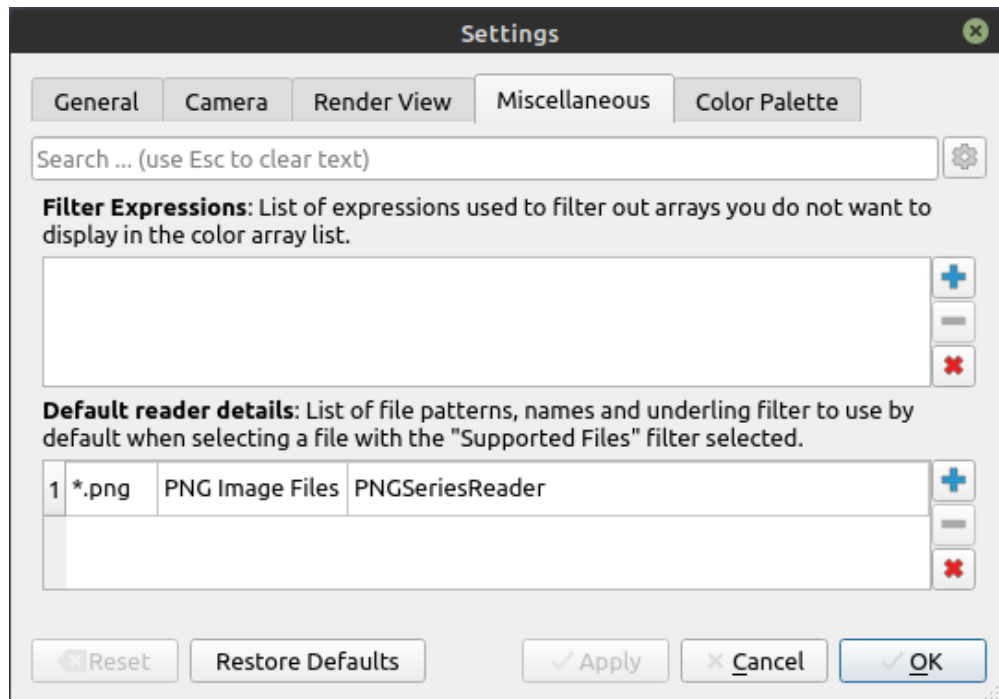 Settings
General Camera Render View Miscellaneous Color Palette
Search ... (use Esc to clear text)
Filter Expressions: List of expressions used to filter out arrays you do not want to
display in the color array list.
Default reader details: List of file patterns, names and underling filter to use by
default when selecting a file with the "Supported Files" filter selected.
1 *.png PNG Image Files PNGSeriesReader
Reset Restore Defaults Apply Cancel OK